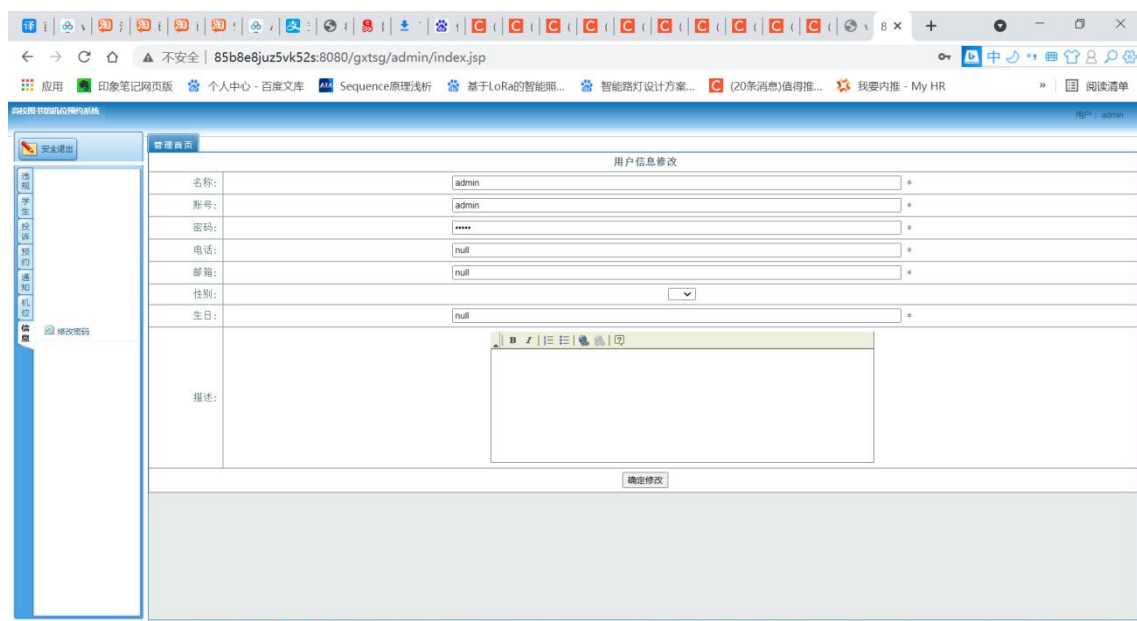 8
不安全 | 85b8e8juz5vk52s:8080/gxtsg/admin/index.jsp
中
应用 印象笔记网页版 个人中心 - 百度文库 Sequence原理浅析 基于LoRa的智能照... 智能路灯设计方案... (20条消息)值得推... 我要内推 - My HR » 阅读清单
高校图书馆机位预约系统 用户：admin
安全退出
管理首页
用户信息修改
违规
学生
投诉
预约
通知
机位
信息
修改密码
名称: admin *
账号: admin *
密码: ••••• *
电话: null *
邮箱: null *
性别:
生日: null *
B I
描述:
确定修改